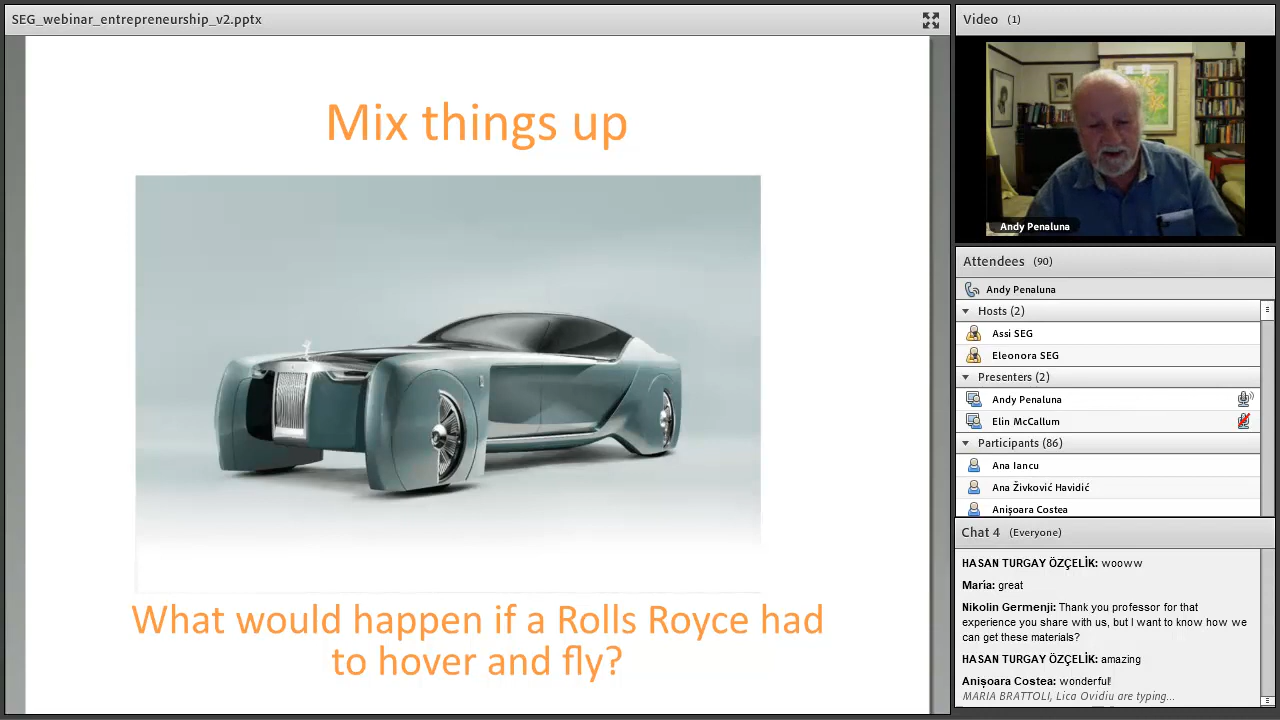 SEG_webinar_entrepreneurship_v2.pptx
Mix things up
What would happen if a Rolls Royce had
to hover and fly?
Video (1)
Andy Penaluna
Attendees (90)
Andy Penaluna
Hosts (2)
Assi SEG
Eleonora SEG
Presenters (2)
Andy Penaluna
Elin McCallum
Participants (86)
Ana Iancu
Ana Živković Havidić
Anişoara Costea
Chat 4 (Everyone)
HASAN TURGAY ÖZÇELİK: wooww
María: great
Nikolin Germenji: Thank you professor for that
experience you share with us, but I want to know how we
can get these materials?
HASAN TURGAY ÖZÇELİK: amazing
Anişoara Costea: wonderful!
MARIA BRATTOLI, Lica Ovidiu are typing...